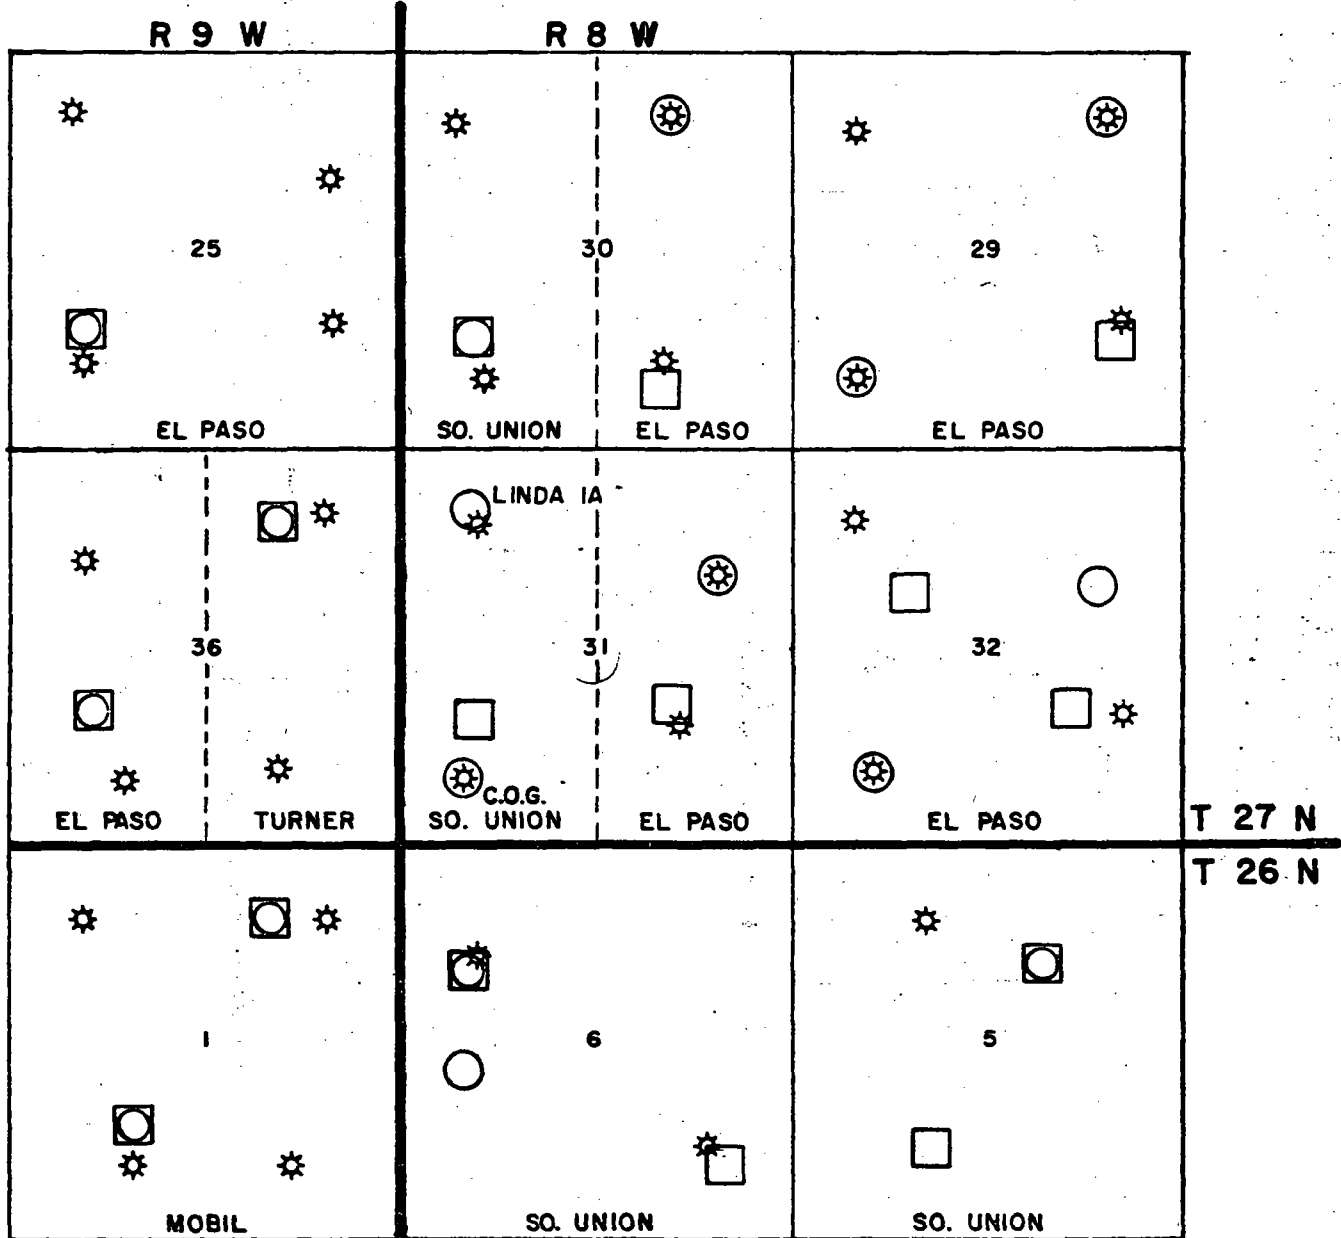 R 9 W
R 8 W
25
30
29
EL PASO
SO. UNION
EL PASO
EL PASO
LINDA 1A
36
31
32
C.O.G.
EL PASO
TURNER
SO. UNION
EL PASO
EL PASO
T 27 N
T 26 N
1
6
5
MOBIL
SO. UNION
SO. UNION